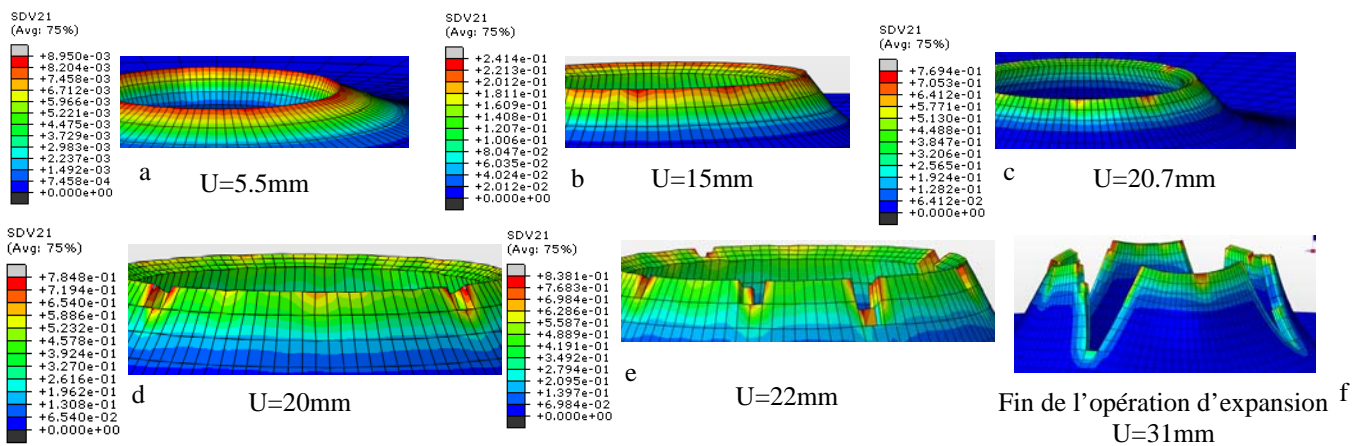 SDV21
(Avg: 75%)
+8.950e-03
+8.204e-03
+7.458e-03
+6.712e-03
+5.966e-03
+5.221e-03
+4.475e-03
+3.729e-03
+2.983e-03
+2.237e-03
+1.492e-03
+7.458e-04
+0.000e+00
a
U=5.5mm
SDV21
(Avg: 75%)
+2.414e-01
+2.213e-01
+2.012e-01
+1.811e-01
+1.609e-01
+1.408e-01
+1.207e-01
+1.006e-01
+8.047e-02
+6.035e-02
+4.024e-02
+2.012e-02
+0.000e+00
b
U=15mm
SDV21
(Avg: 75%)
+7.694e-01
+7.053e-01
+6.412e-01
+5.771e-01
+5.130e-01
+4.488e-01
+3.847e-01
+3.206e-01
+2.565e-01
+1.924e-01
+1.282e-01
+6.412e-02
+0.000e+00
c
U=20.7mm
SDV21
(Avg: 75%)
+7.848e-01
+7.194e-01
+6.540e-01
+5.886e-01
+5.232e-01
+4.578e-01
+3.924e-01
+3.270e-01
+2.616e-01
+1.962e-01
+1.308e-01
+6.540e-02
+0.000e+00
d
U=20mm
SDV21
(Avg: 75%)
+8.381e-01
+7.683e-01
+6.984e-01
+6.286e-01
+5.587e-01
+4.889e-01
+4.191e-01
+3.492e-01
+2.794e-01
+2.095e-01
+1.397e-01
+6.984e-02
+0.000e+00
e
U=22mm
Fin de l’opération d’expansion
U=31mm
f